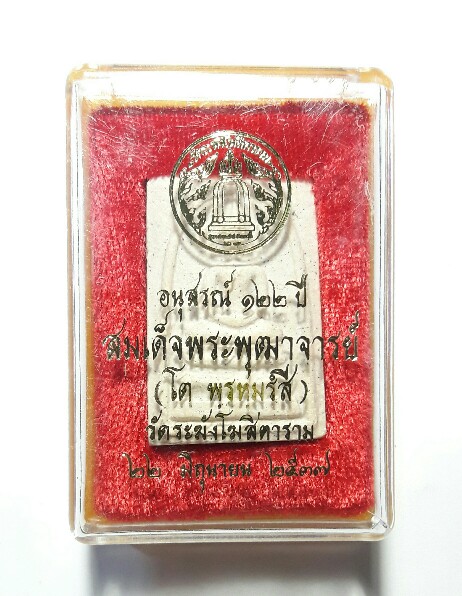 อนุสรณ์ ๑๒๒ ปี
สมเด็จพระพุฒาจารย์
(โต พรหมรังสี)
วัดระฆังโฆสิตาราม
๒๒ มิถุนายน ๒๕๓๗